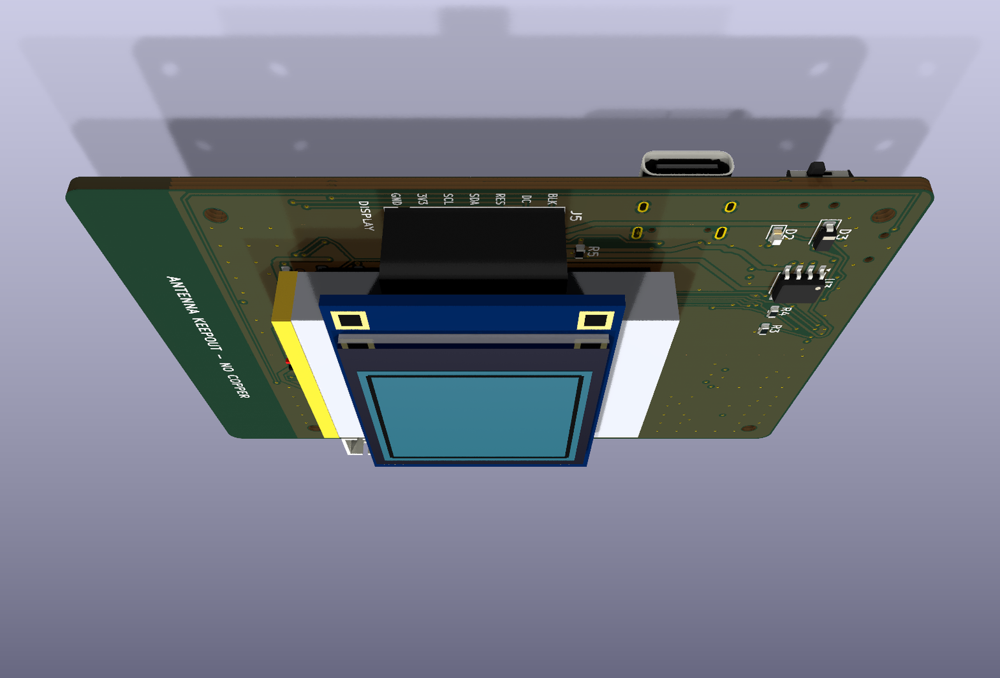 GND
3V3
SCL
SDA
RES
DC
BLK
DISPLAY
J5
R5
D2
D3
R4
R3
ANTENNA KEEPOUT - NO COPPER